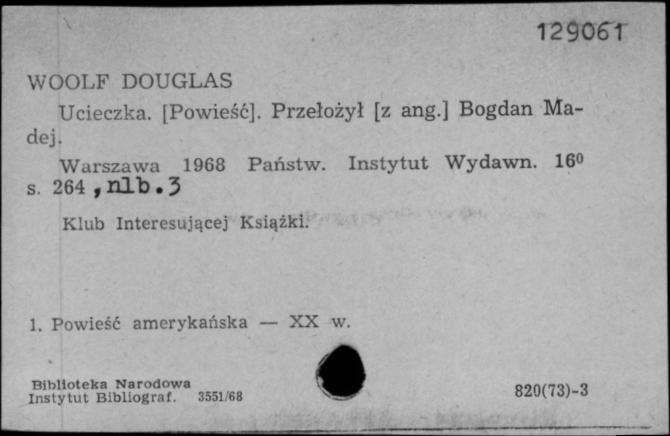 129061
WOOLF DOUGLAS
Ucieczka. [Powieść]. Przełożył [z ang.] Bogdan Ma-
dej.
Warszawa 1968 Państw. Instytut Wydawn. 16⁰
s. 264, nlb. 3
Klub Interesującej Książki.
1. Powieść amerykańska — XX w.
Biblioteka Narodowa
Instytut Bibliograf. 3551/68
820(73)-3